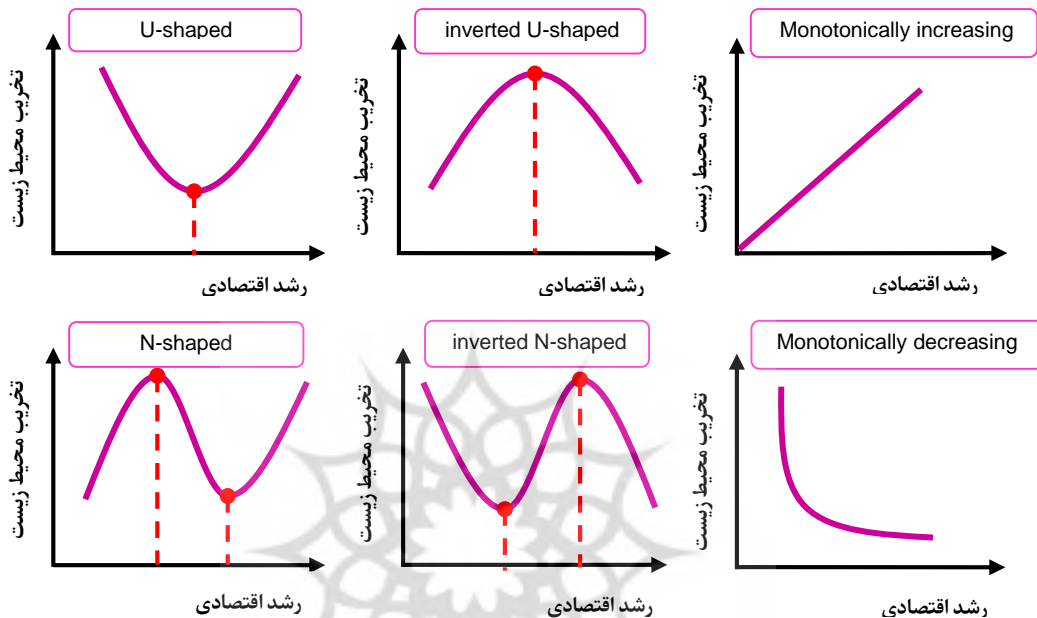 U-shaped
تخریب محیط زیست
رشد اقتصادی
inverted U-shaped
تخریب محیط زیست
رشد اقتصادی
Monotonically increasing
تخریب محیط زیست
رشد اقتصادی
N-shaped
تخریب محیط زیست
رشد اقتصادی
inverted N-shaped
تخریب محیط زیست
رشد اقتصادی
Monotonically decreasing
تخریب محیط زیست
رشد اقتصادی